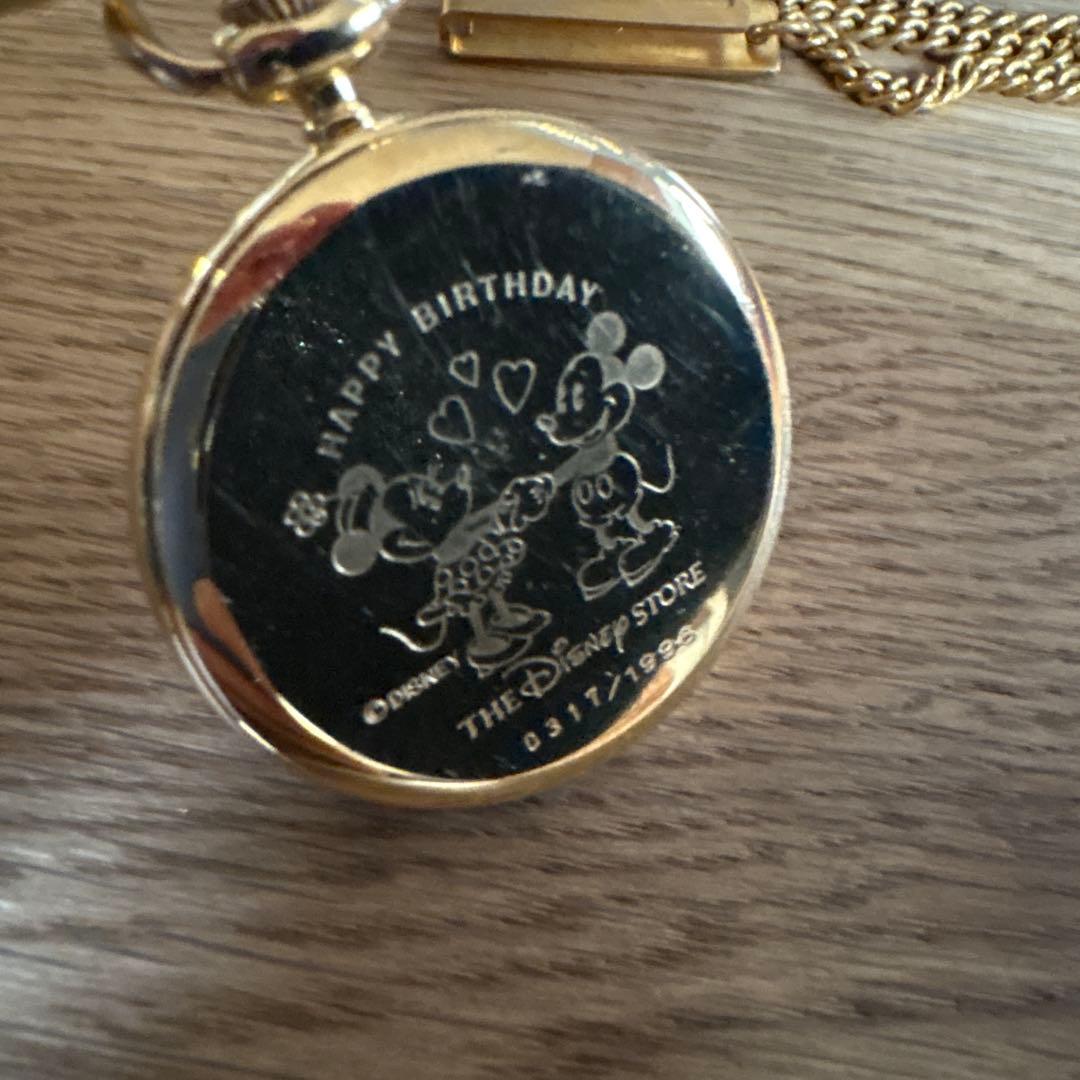 HAPPY BIRTHDAY
© DISNEY
THE DISNEY STORE
0317/1996